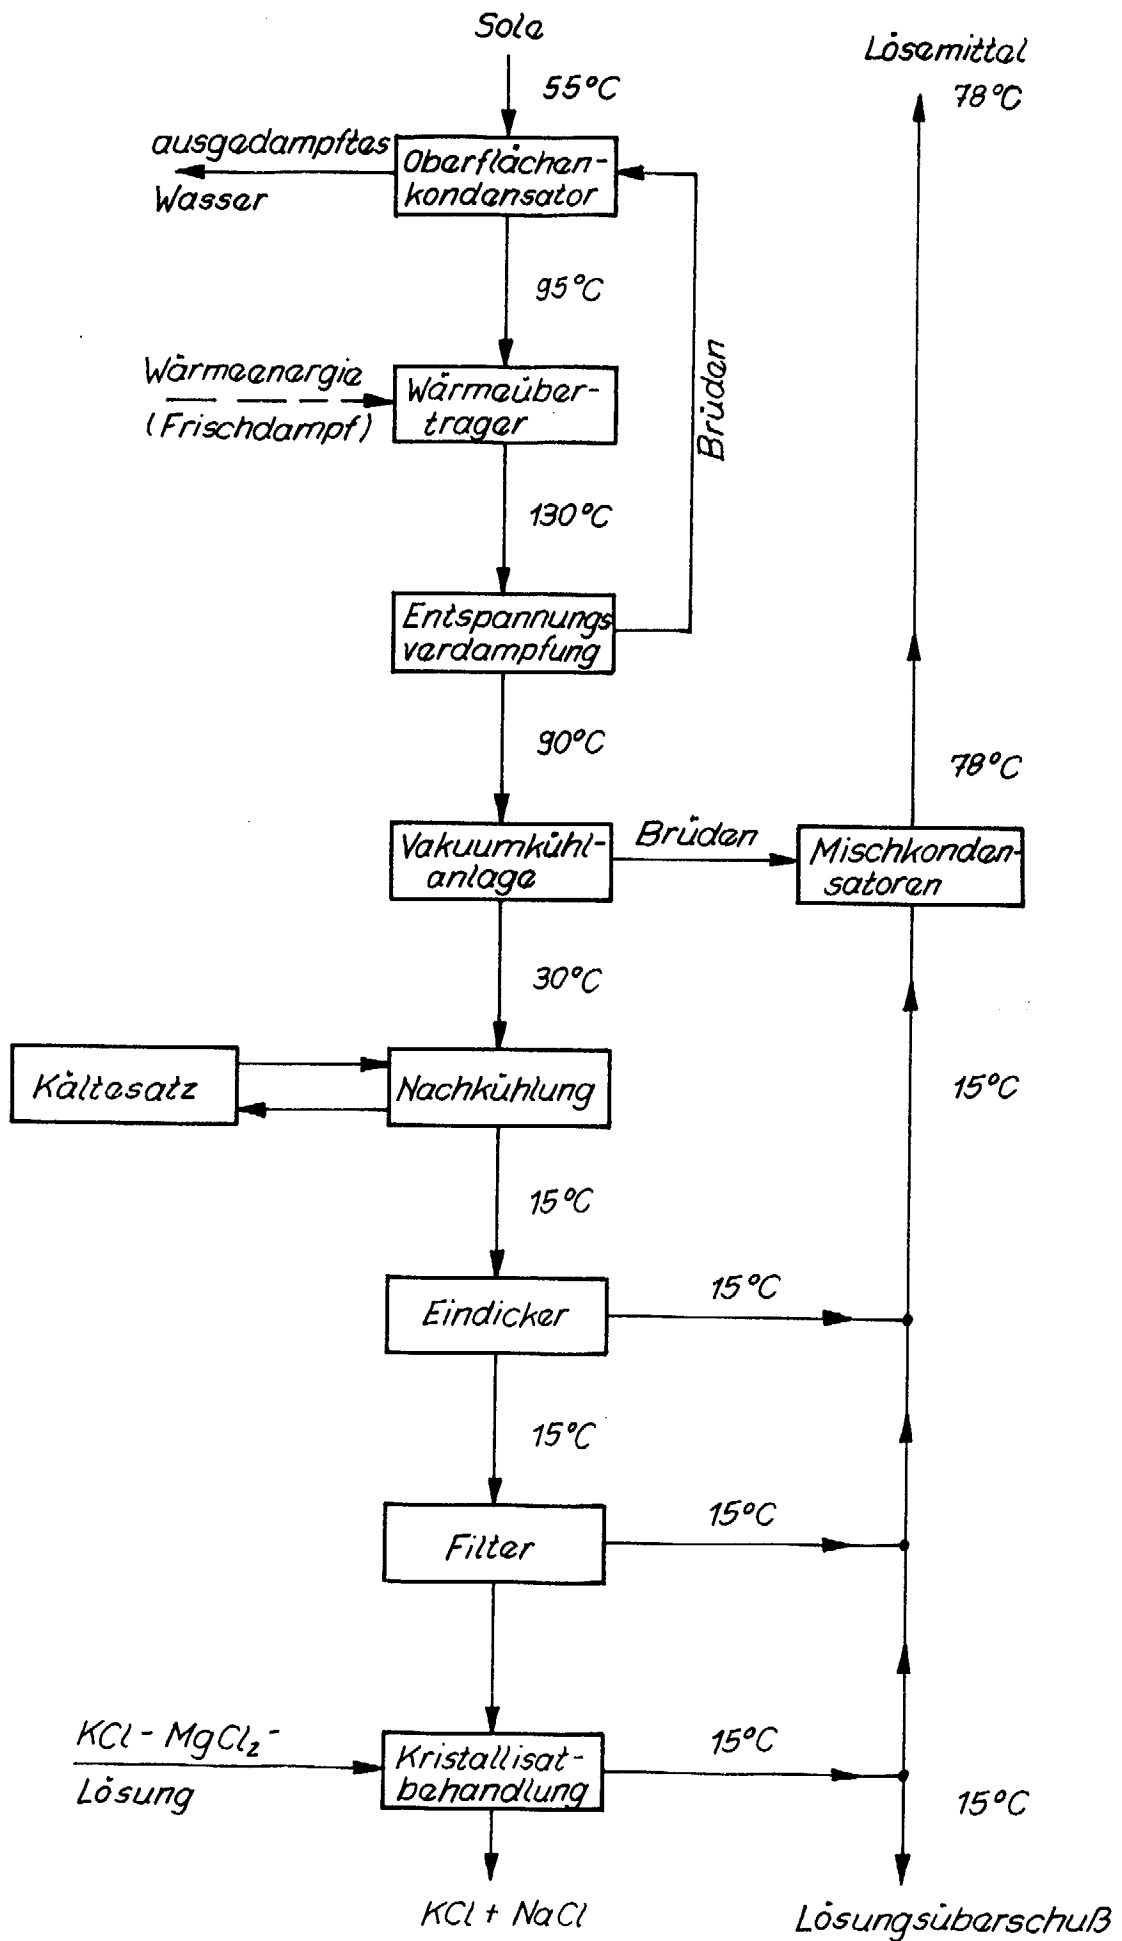 Sole
55°C
Lösemittel
78°C
ausgedampftes
Wasser
Oberflächen-
kondensator
95°C
Wärmeenergie
(Frischdampf)
Wärmeüber-
trager
Brüden
130°C
Entspannungs
verdampfung
90°C
78°C
Vakuumkühl-
anlage
Brüden
Mischkonden-
satoren
30°C
Kältesatz
Nachkühlung
15°C
15°C
Eindicker
15°C
15°C
Filter
15°C
KCl - MgCl₂ -
Lösung
Kristallisat-
behandlung
15°C
15°C
KCl + NaCl
Lösungsüberschuß